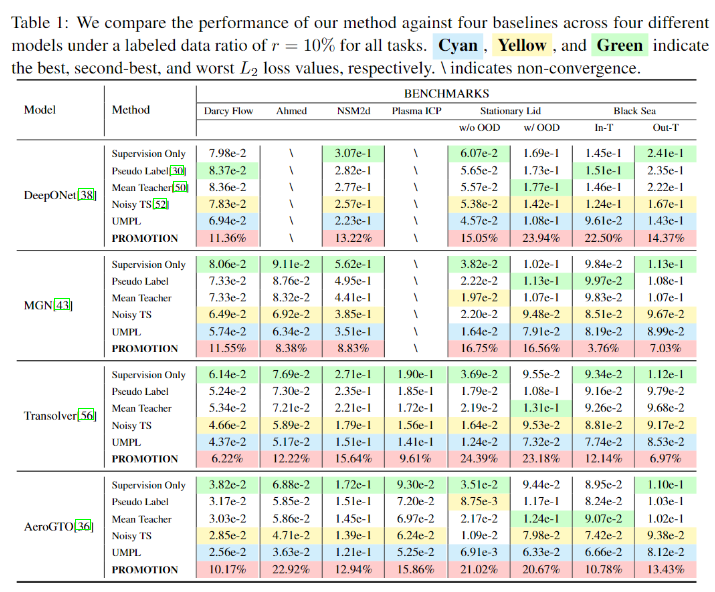 Table 1: We compare the performance of our method against four baselines across four different
models under a labeled data ratio of r = 10% for all tasks. Cyan , Yellow , and Green indicate
the best, second-best, and worst L2 loss values, respectively. \ indicates non-convergence.
Model Method BENCHMARKS
Darcy Flow Ahmed NSM2d Plasma ICP Stationary Lid Black Sea
w/o OOD w/ OOD In-T Out-T
DeepONet[38]
Supervision Only 7.98e-2 \ 3.07e-1 \ 6.07e-2 1.69e-1 1.45e-1 2.41e-1
Pseudo Label[30] 8.37e-2 \ 2.82e-1 \ 5.65e-2 1.73e-1 1.51e-1 2.35e-1
Mean Teacher[50] 8.36e-2 \ 2.77e-1 \ 5.57e-2 1.77e-1 1.46e-1 2.22e-1
Noisy TS[52] 7.83e-2 \ 2.57e-1 \ 5.38e-2 1.42e-1 1.24e-1 1.67e-1
UMPL 6.94e-2 \ 2.23e-1 \ 4.57e-2 1.08e-1 9.61e-2 1.43e-1
PROMOTION 11.36% \ 13.22% \ 15.05% 23.94% 22.50% 14.37%
MGN[43]
Supervision Only 8.06e-2 9.11e-2 5.62e-1 \ 3.82e-2 1.02e-1 9.84e-2 1.13e-1
Pseudo Label 7.33e-2 8.76e-2 4.95e-1 \ 2.22e-2 1.13e-1 9.97e-2 1.08e-1
Mean Teacher 7.33e-2 8.32e-2 4.41e-1 \ 1.97e-2 1.07e-1 9.83e-2 1.07e-1
Noisy TS 6.49e-2 6.92e-2 3.85e-1 \ 2.20e-2 9.48e-2 8.51e-2 9.67e-2
UMPL 5.74e-2 6.34e-2 3.51e-1 \ 1.64e-2 7.91e-2 8.19e-2 8.99e-2
PROMOTION 11.55% 8.38% 8.83% \ 16.75% 16.56% 3.76% 7.03%
Transolver[56]
Supervision Only 6.14e-2 7.69e-2 2.71e-1 1.90e-1 3.69e-2 9.55e-2 9.34e-2 1.12e-1
Pseudo Label 5.24e-2 7.30e-2 2.35e-1 1.85e-1 1.79e-2 1.08e-1 9.16e-2 9.79e-2
Mean Teacher 5.34e-2 7.21e-2 2.21e-1 1.72e-1 2.19e-2 1.31e-1 9.26e-2 9.68e-2
Noisy TS 4.66e-2 5.89e-2 1.79e-1 1.56e-1 1.64e-2 9.53e-2 8.81e-2 9.17e-2
UMPL 4.37e-2 5.17e-2 1.51e-1 1.41e-1 1.24e-2 7.32e-2 7.74e-2 8.53e-2
PROMOTION 6.22% 12.22% 15.64% 9.61% 24.39% 23.18% 12.14% 6.97%
AeroGTO[36]
Supervision Only 3.82e-2 6.88e-2 1.72e-1 9.30e-2 3.51e-2 9.44e-2 8.95e-2 1.10e-1
Pseudo Label 3.17e-2 5.85e-2 1.51e-1 7.20e-2 8.75e-3 1.17e-1 8.24e-2 1.03e-1
Mean Teacher 3.03e-2 5.86e-2 1.45e-1 6.97e-2 2.17e-2 1.24e-1 9.07e-2 1.02e-1
Noisy TS 2.85e-2 4.71e-2 1.39e-1 6.24e-2 1.09e-2 7.98e-2 7.42e-2 9.38e-2
UMPL 2.56e-2 3.63e-2 1.21e-1 5.25e-2 6.91e-3 6.33e-2 6.66e-2 8.12e-2
PROMOTION 10.17% 22.92% 12.94% 15.86% 21.02% 20.67% 10.78% 13.43%